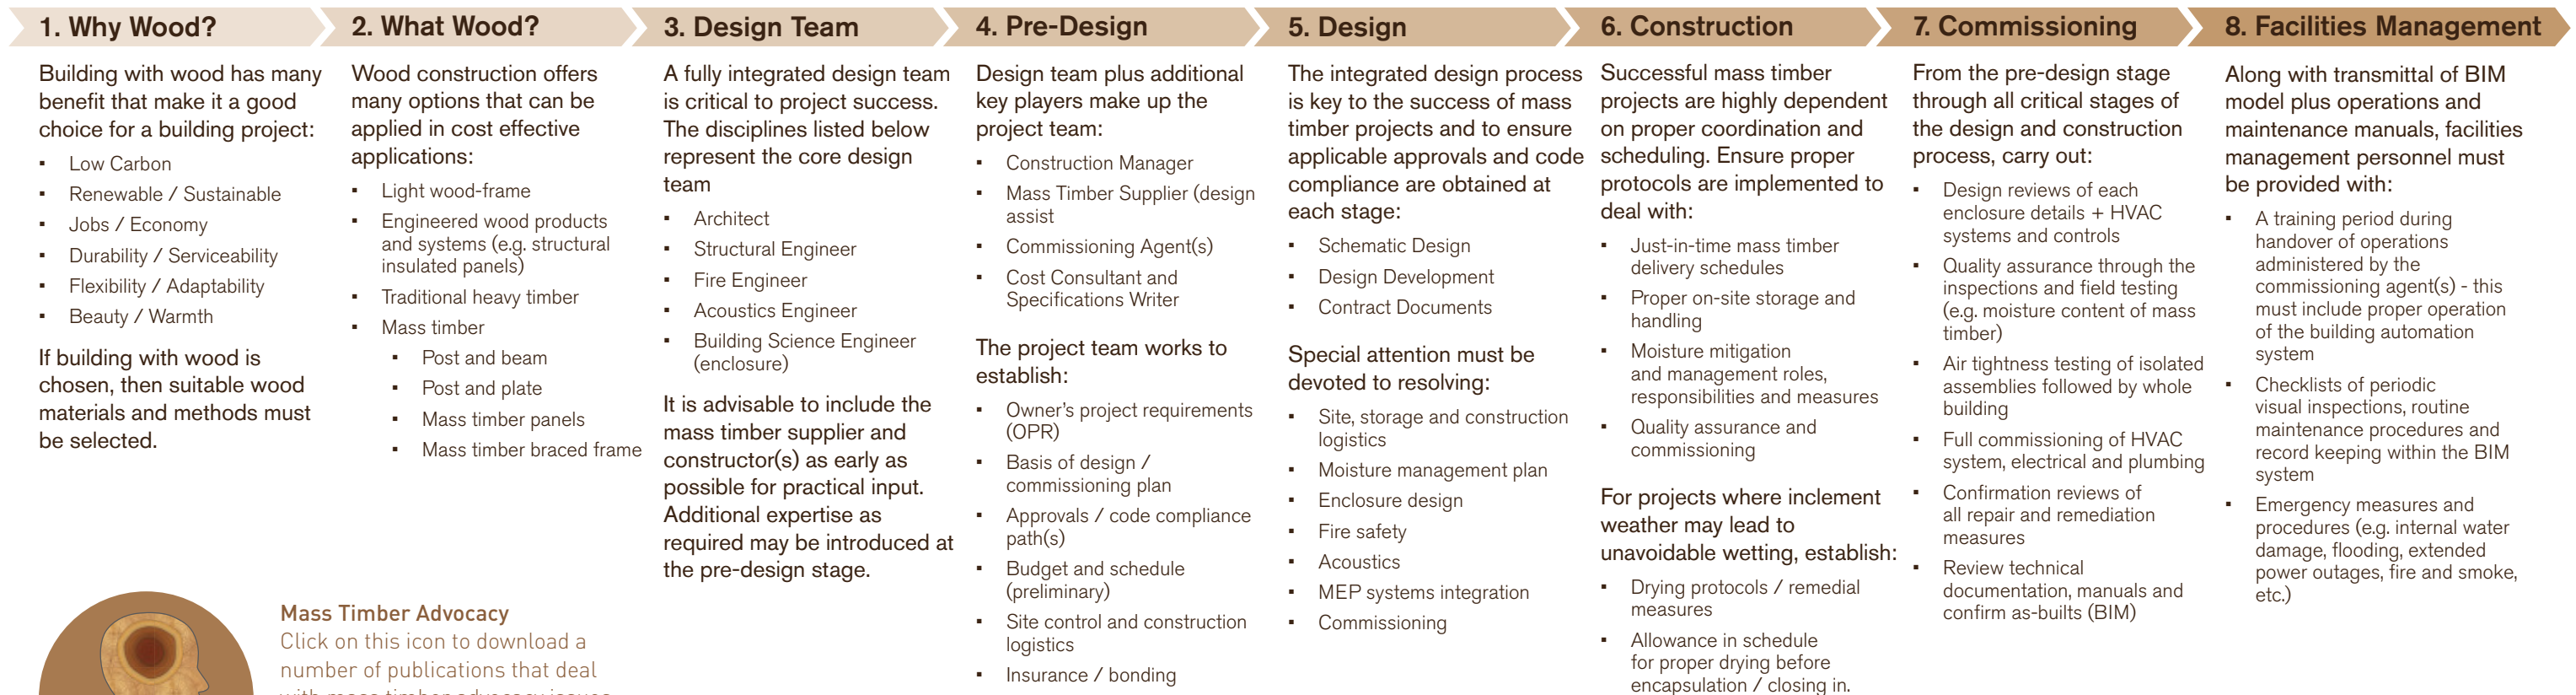 1. Why Wood?
Building with wood has many
benefit that make it a good
choice for a building project:
▪ Low Carbon
▪ Renewable / Sustainable
▪ Jobs / Economy
▪ Durability / Serviceability
▪ Flexibility / Adaptability
▪ Beauty / Warmth
If building with wood is
chosen, then suitable wood
materials and methods must
be selected.
2. What Wood?
Wood construction offers
many options that can be
applied in cost effective
applications:
▪ Light wood-frame
▪ Engineered wood products
and systems (e.g. structural
insulated panels)
▪ Traditional heavy timber
▪ Mass timber
▪ Post and beam
▪ Post and plate
▪ Mass timber panels
▪ Mass timber braced frame
3. Design Team
A fully integrated design team
is critical to project success.
The disciplines listed below
represent the core design
team
▪ Architect
▪ Structural Engineer
▪ Fire Engineer
▪ Acoustics Engineer
▪ Building Science Engineer
(enclosure)
It is advisable to include the
mass timber supplier and
constructor(s) as early as
possible for practical input.
Additional expertise as
required may be introduced at
the pre-design stage.
4. Pre-Design
Design team plus additional
key players make up the
project team:
▪ Construction Manager
▪ Mass Timber Supplier (design
assist
▪ Commissioning Agent(s)
▪ Cost Consultant and
Specifications Writer
The project team works to
establish:
▪ Owner's project requirements
(OPR)
▪ Basis of design /
commissioning plan
▪ Approvals / code compliance
path(s)
▪ Budget and schedule
(preliminary)
▪ Site control and construction
logistics
▪ Insurance / bonding
5. Design
The integrated design process
is key to the success of mass
timber projects and to ensure
applicable approvals and code
compliance are obtained at
each stage:
▪ Schematic Design
▪ Design Development
▪ Contract Documents
Special attention must be
devoted to resolving:
▪ Site, storage and construction
logistics
▪ Moisture management plan
▪ Enclosure design
▪ Fire safety
▪ Acoustics
▪ MEP systems integration
▪ Commissioning
6. Construction
Successful mass timber
projects are highly dependent
on proper coordination and
scheduling. Ensure proper
protocols are implemented to
deal with:
▪ Just-in-time mass timber
delivery schedules
▪ Proper on-site storage and
handling
▪ Moisture mitigation
and management roles,
responsibilities and measures
▪ Quality assurance and
commissioning
For projects where inclement
weather may lead to
unavoidable wetting, establish:
▪ Drying protocols / remedial
measures
▪ Allowance in schedule
for proper drying before
encapsulation / closing in.
7. Commissioning
From the pre-design stage
through all critical stages of
the design and construction
process, carry out:
▪ Design reviews of each
enclosure details + HVAC
systems and controls
▪ Quality assurance through the
inspections and field testing
(e.g. moisture content of mass
timber)
▪ Air tightness testing of isolated
assemblies followed by whole
building
▪ Full commissioning of HVAC
system, electrical and plumbing
▪ Confirmation reviews of
all repair and remediation
measures
▪ Review technical
documentation, manuals and
confirm as-builts (BIM)
8. Facilities Management
Along with transmittal of BIM
model plus operations and
maintenance manuals, facilities
management personnel must
be provided with:
▪ A training period during
handover of operations
administered by the
commissioning agent(s) - this
must include proper operation
of the building automation
system
▪ Checklists of periodic
visual inspections, routine
maintenance procedures and
record keeping within the BIM
system
▪ Emergency measures and
procedures (e.g. internal water
damage, flooding, extended
power outages, fire and smoke,
etc.)
Mass Timber Advocacy
Click on this icon to download a
number of publications that deal
with mass timber advocacy issues